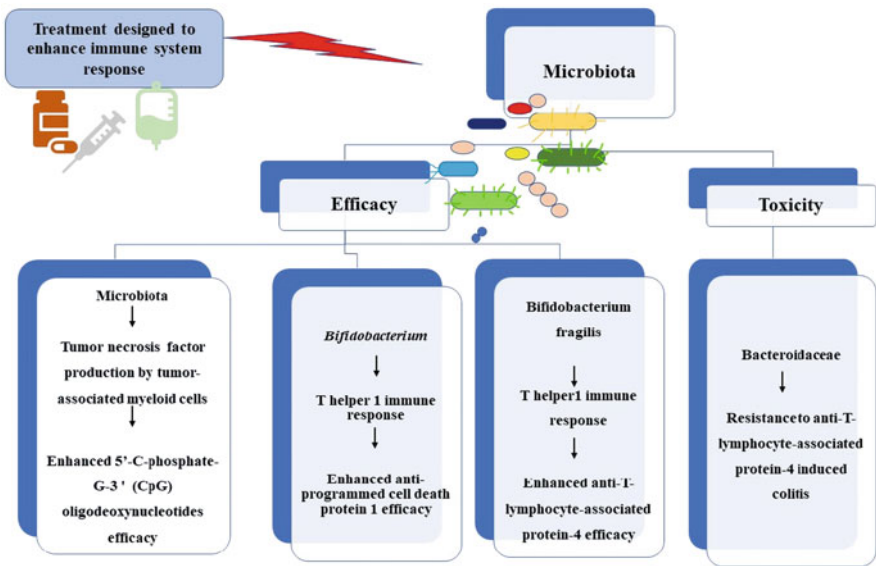 Treatment designed to
enhance immune system
response
Microbiota
Efficacy
Toxicity
Microbiota
Tumor necrosis factor
production by tumor-
associated myeloid cells
Enhanced 5'-C-phosphate-
G-3 ' (CpG)
oligodeoxynucleotides
efficacy
Bifidobacterium
T helper 1 immune
response
Enhanced anti-
programmed cell death
protein 1 efficacy
Bifidobacterium
fragilis
T helper1 immune
response
Enhanced anti-T-
lymphocyte-associated
protein-4 efficacy
Bacteroidaceae
Resistanceto anti-T-
lymphocyte-associated
protein-4 induced
colitis